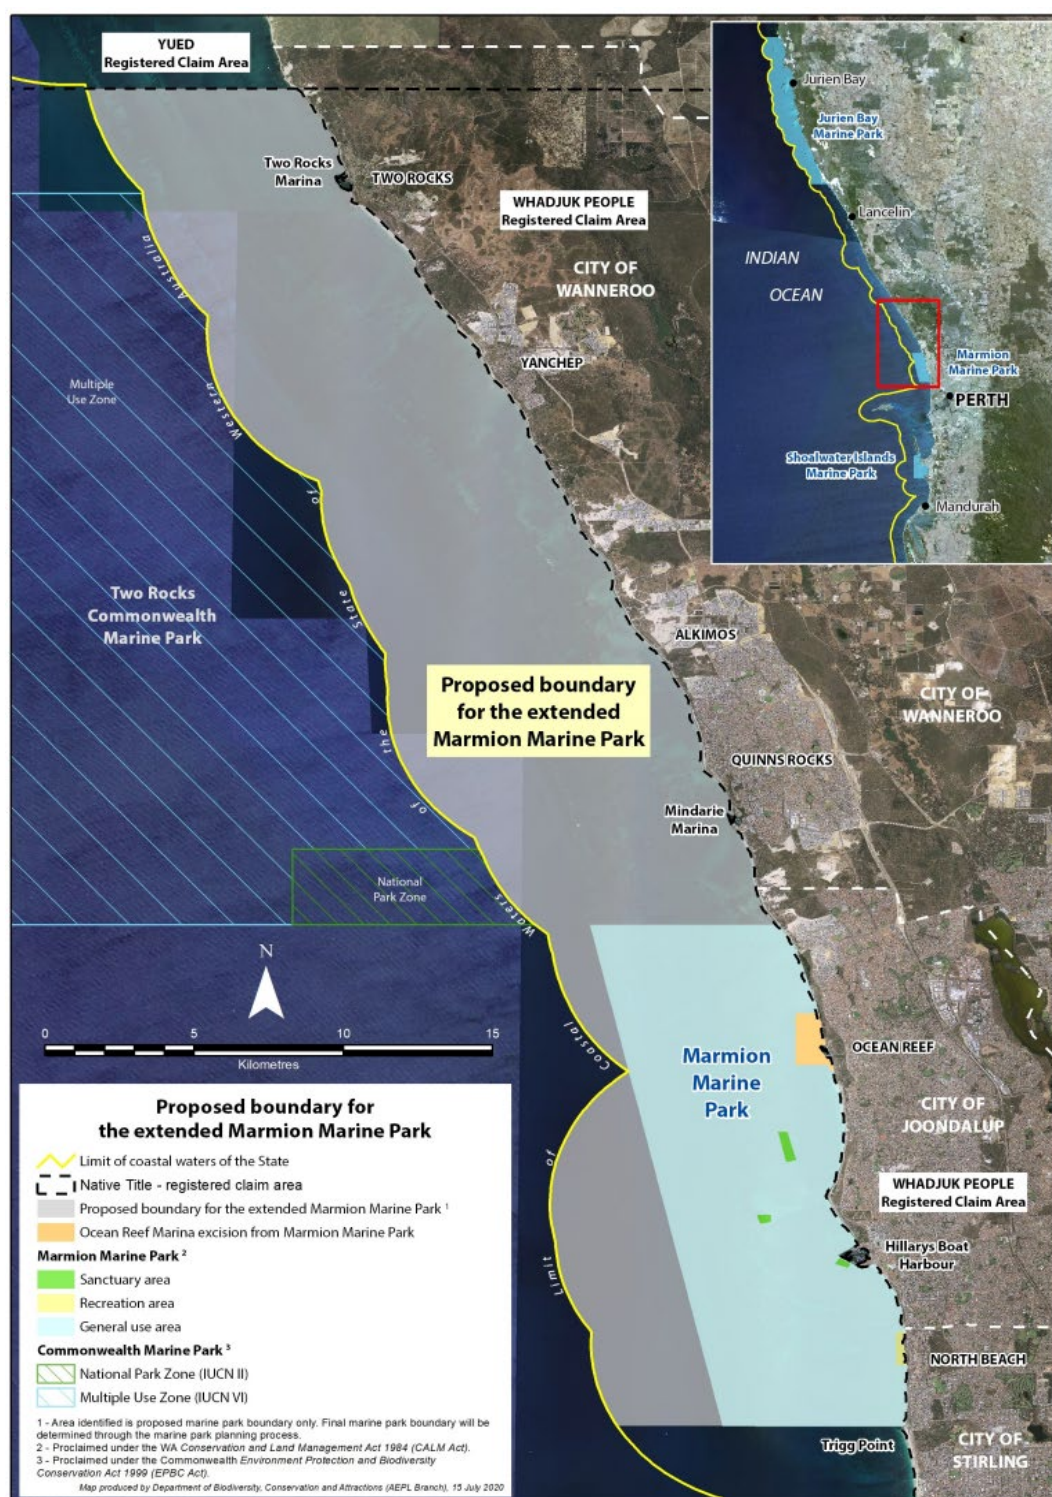 YUED
Registered Claim Area
Two Rocks
Marina
TWO ROCKS
WHADJUK PEOPLE
Registered Claim Area
CITY OF
WANNEROO
YANCHEP
Multiple
Use Zone
Two Rocks
Commonwealth
Marine Park
ALKIMOS
Proposed boundary
for the extended
Marmion Marine Park
CITY OF
WANNEROO
QUINNS ROCKS
Mindarie
Marina
National
Park Zone
Limit of Coastal Waters of the State of Western Australia
Jurien Bay
Jurien Bay
Marine Park
Lancelin
INDIAN
OCEAN
Marmion
Marine Park
PERTH
Shoalwater Islands
Marine Park
Mandurah
N
0 5 10 15
Kilometres
Marmion
Marine
Park
OCEAN REEF
CITY OF
JOONDALUP
WHADJUK PEOPLE
Registered Claim Area
Hillarys Boat
Harbour
NORTH BEACH
Trigg Point
CITY OF
STIRLING
Proposed boundary for
the extended Marmion Marine Park
Limit of coastal waters of the State
Native Title - registered claim area
Proposed boundary for the extended Marmion Marine Park 1
Ocean Reef Marina excision from Marmion Marine Park
Marmion Marine Park 2
Sanctuary area
Recreation area
General use area
Commonwealth Marine Park 3
National Park Zone (IUCN II)
Multiple Use Zone (IUCN VI)
1 - Area identified is proposed marine park boundary only. Final marine park boundary will be
determined through the marine park planning process.
2 - Proclaimed under the WA Conservation and Land Management Act 1984 (CALM Act).
3 - Proclaimed under the Commonwealth Environment Protection and Biodiversity
Conservation Act 1999 (EPBC Act).
Map produced by Department of Biodiversity, Conservation and Attractions (AEPL Branch), 15 July 2020